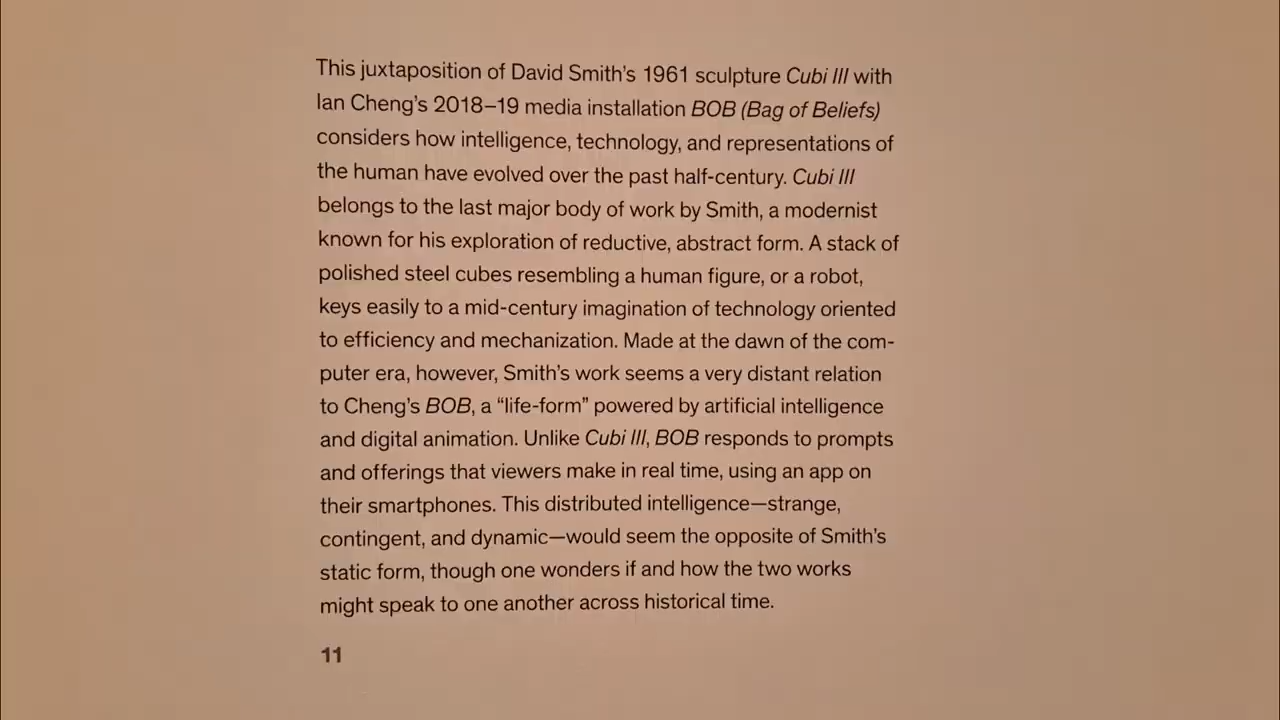 This juxtaposition of David Smith’s 1961 sculpture Cubi III with
Ian Cheng’s 2018–19 media installation BOB (Bag of Beliefs)
considers how intelligence, technology, and representations of
the human have evolved over the past half-century. Cubi III
belongs to the last major body of work by Smith, a modernist
known for his exploration of reductive, abstract form. A stack of
polished steel cubes resembling a human figure, or a robot,
keys easily to a mid-century imagination of technology oriented
to efficiency and mechanization. Made at the dawn of the com-
puter era, however, Smith’s work seems a very distant relation
to Cheng’s BOB, a “life-form” powered by artificial intelligence
and digital animation. Unlike Cubi III, BOB responds to prompts
and offerings that viewers make in real time, using an app on
their smartphones. This distributed intelligence—strange,
contingent, and dynamic—would seem the opposite of Smith’s
static form, though one wonders if and how the two works
might speak to one another across historical time.
11